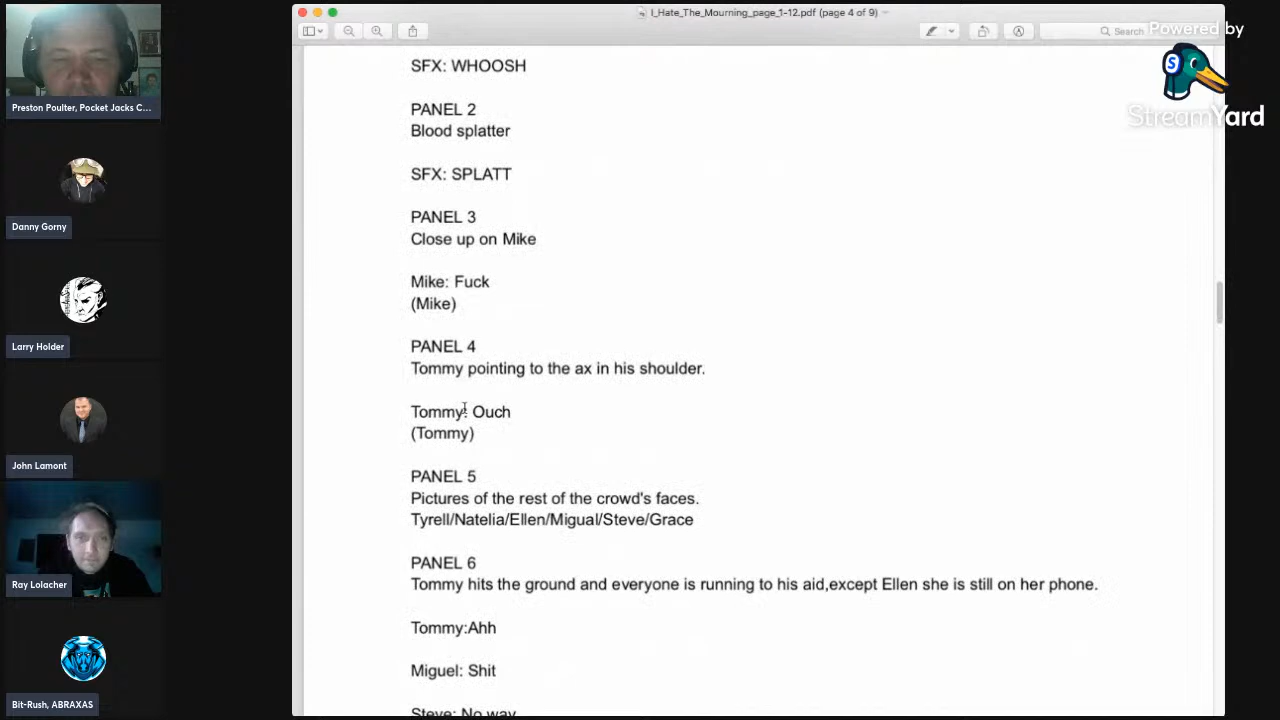 Preston Poulter, Pocket Jacks C...
Danny Gorny
Larry Holder
John Lamont
Ray Lolacher
Bit-Rush, ABRAXAS
I_Hate_The_Mourning_page_1-12.pdf (page 4 of 9)
Search
Powered by
S
StreamYard
SFX: WHOOSH
PANEL 2
Blood splatter
SFX: SPLATT
PANEL 3
Close up on Mike
Mike: Fuck
(Mike)
PANEL 4
Tommy pointing to the ax in his shoulder.
Tommy: Ouch
(Tommy)
PANEL 5
Pictures of the rest of the crowd's faces.
Tyrell/Natelia/Ellen/Migual/Steve/Grace
PANEL 6
Tommy hits the ground and everyone is running to his aid,except Ellen she is still on her phone.
Tommy:Ahh
Miguel: Shit
Steve: No way